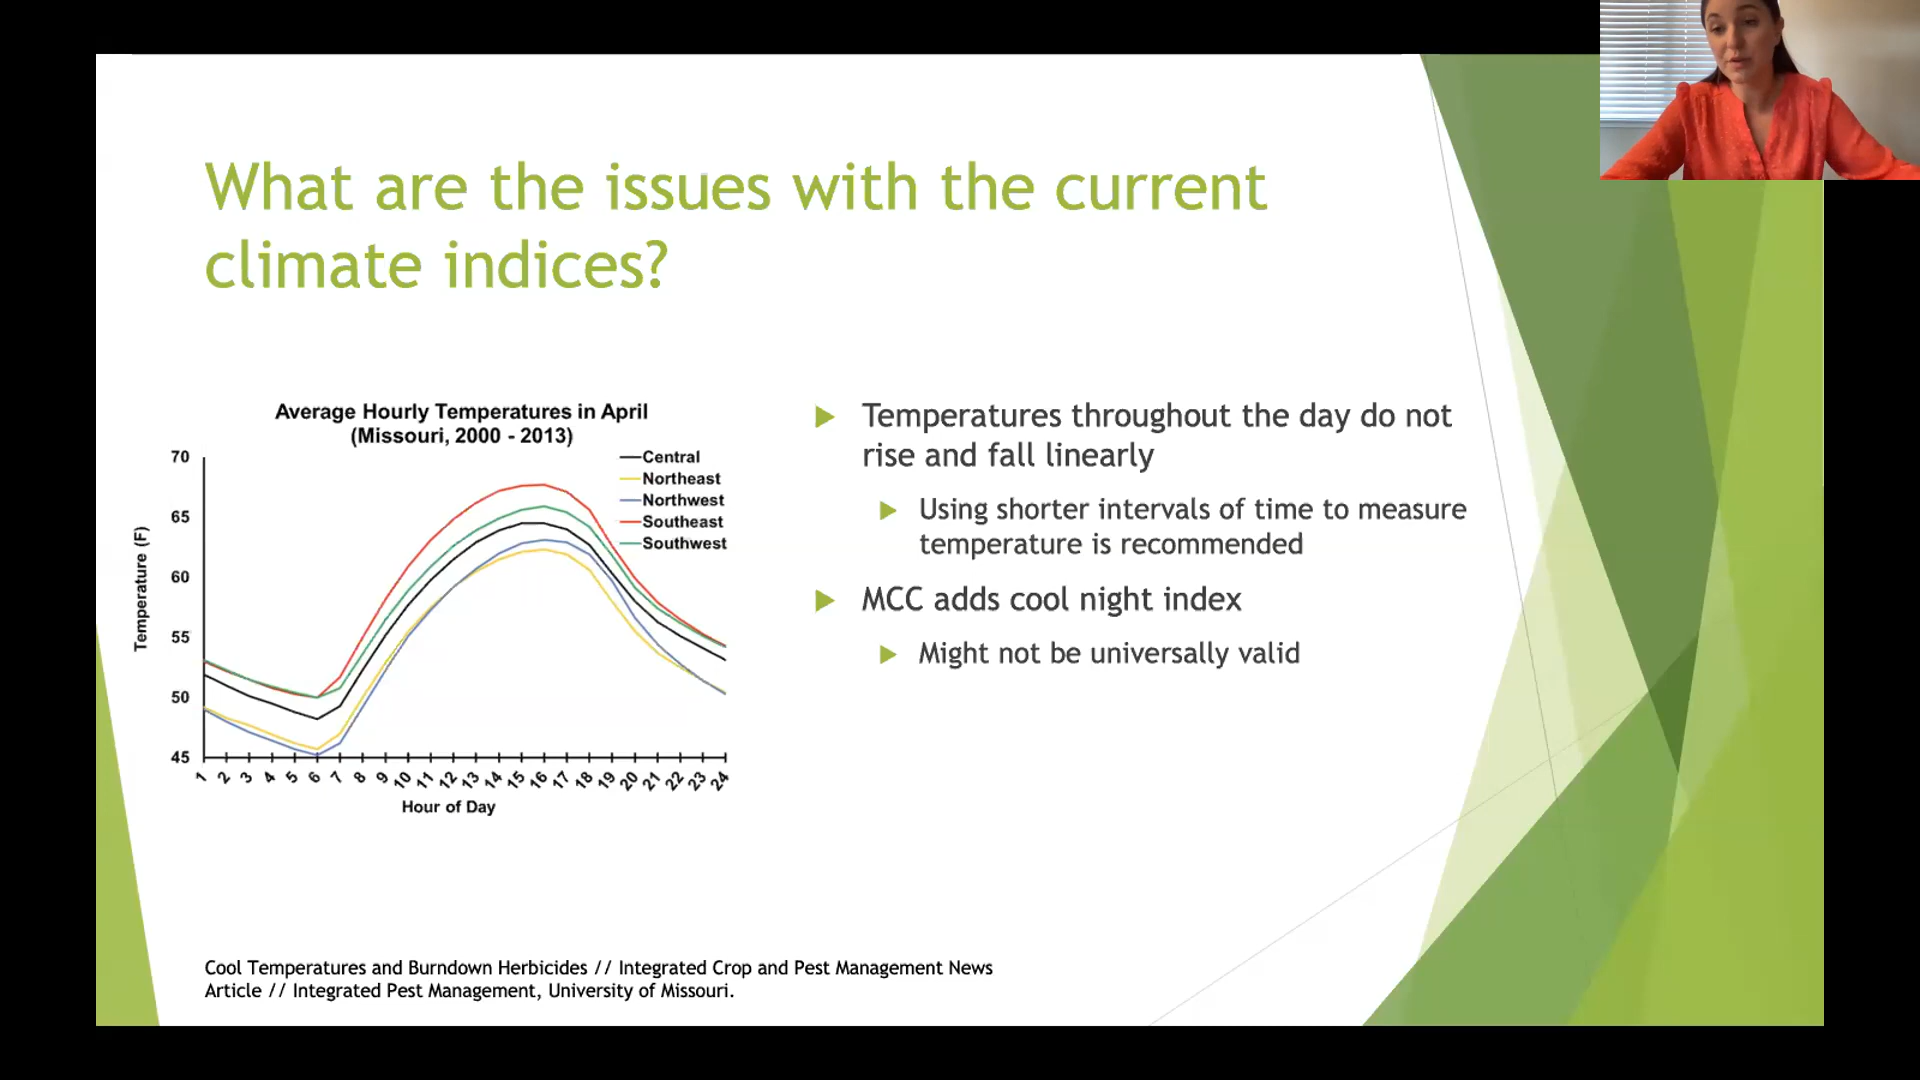 What are the issues with the current
climate indices?
Average Hourly Temperatures in April
(Missouri, 2000 - 2013)
70
65
60
55
50
45
Temperature (F)
Central
Northeast
Northwest
Southeast
Southwest
1 2 3 4 5 6 7 8 9 10 11 12 13 14 15 16 17 18 19 20 21 22 23 24
Hour of Day
Temperatures throughout the day do not
rise and fall linearly
Using shorter intervals of time to measure
temperature is recommended
MCC adds cool night index
Might not be universally valid
Cool Temperatures and Burndown Herbicides // Integrated Crop and Pest Management News
Article // Integrated Pest Management, University of Missouri.